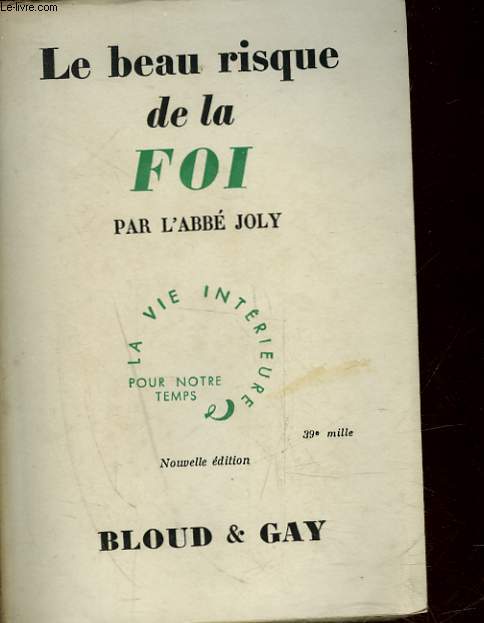 Le-livre.com
Le beau risque
de la
FOI
PAR L'ABBÉ JOLY
LA VIE INTÉRIEURE
POUR NOTRE
TEMPS
39e mille
Nouvelle édition
BLOUD & GAY